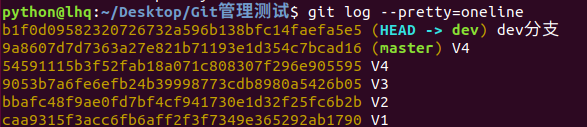 python@lhq:~/Desktop/Git管理测试$ git log --pretty=oneline
b1f0d09582320726732a596b138bfc14faefa5e5 (HEAD -> dev) dev分支
9a8607d7d7363a27e821b71193e1d354c7bcad16 (master) V4
54591115b3f52fab18a071c808307f296e905595 V4
9053b7a6fe6efb24b39998773cdb8980a5426b05 V3
bbafc48f9ae0fd7bf4cf941730e1d32f25fc6b2b V2
caa9315f3acc6fb6aff2f3f7349e365292ab1790 V1